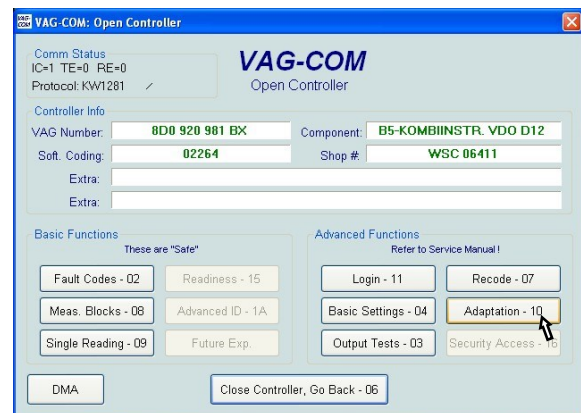 VAG-COM: Open Controller
Comm Status
IC=1 TE=0 RE=0
Protocol: KW1281 /
VAG-COM
Open Controller
Controller Info
VAG Number: 8D0 920 981 BX Component: B5-KOMBIINSTR. VDO D12
Soft. Coding: 02264 Shop #: WSC 06411
Extra:
Extra:
Basic Functions
These are "Safe"
Fault Codes - 02 Readiness - 15
Meas. Blocks - 08 Advanced ID - 1A
Single Reading - 09 Future Exp.
Advanced Functions
Refer to Service Manual !
Login - 11 Recode - 07
Basic Settings - 04 Adaptation - 10
Output Tests - 03 Security Access - 16
DMA Close Controller, Go Back - 06